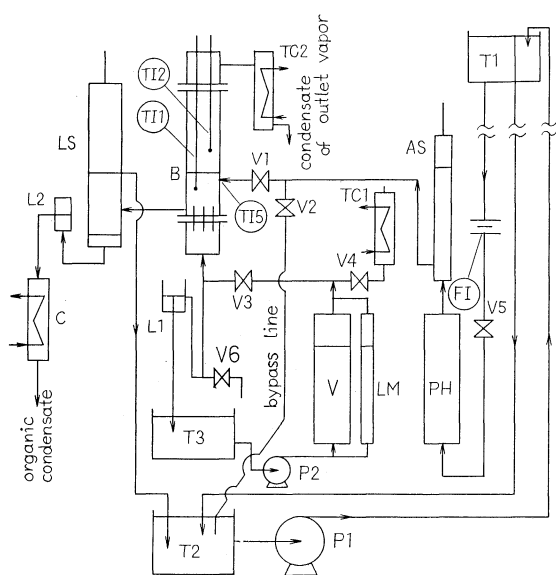 TC2
T1
TI2
TI1
LS
condensate
of outlet vapor
AS
B
V1
L2
TI5
V2
TC1
V4
FI
V3
V5
L1
C
V6
bypass line
V
LM
PH
T3
organic
condensate
P2
T2
P1